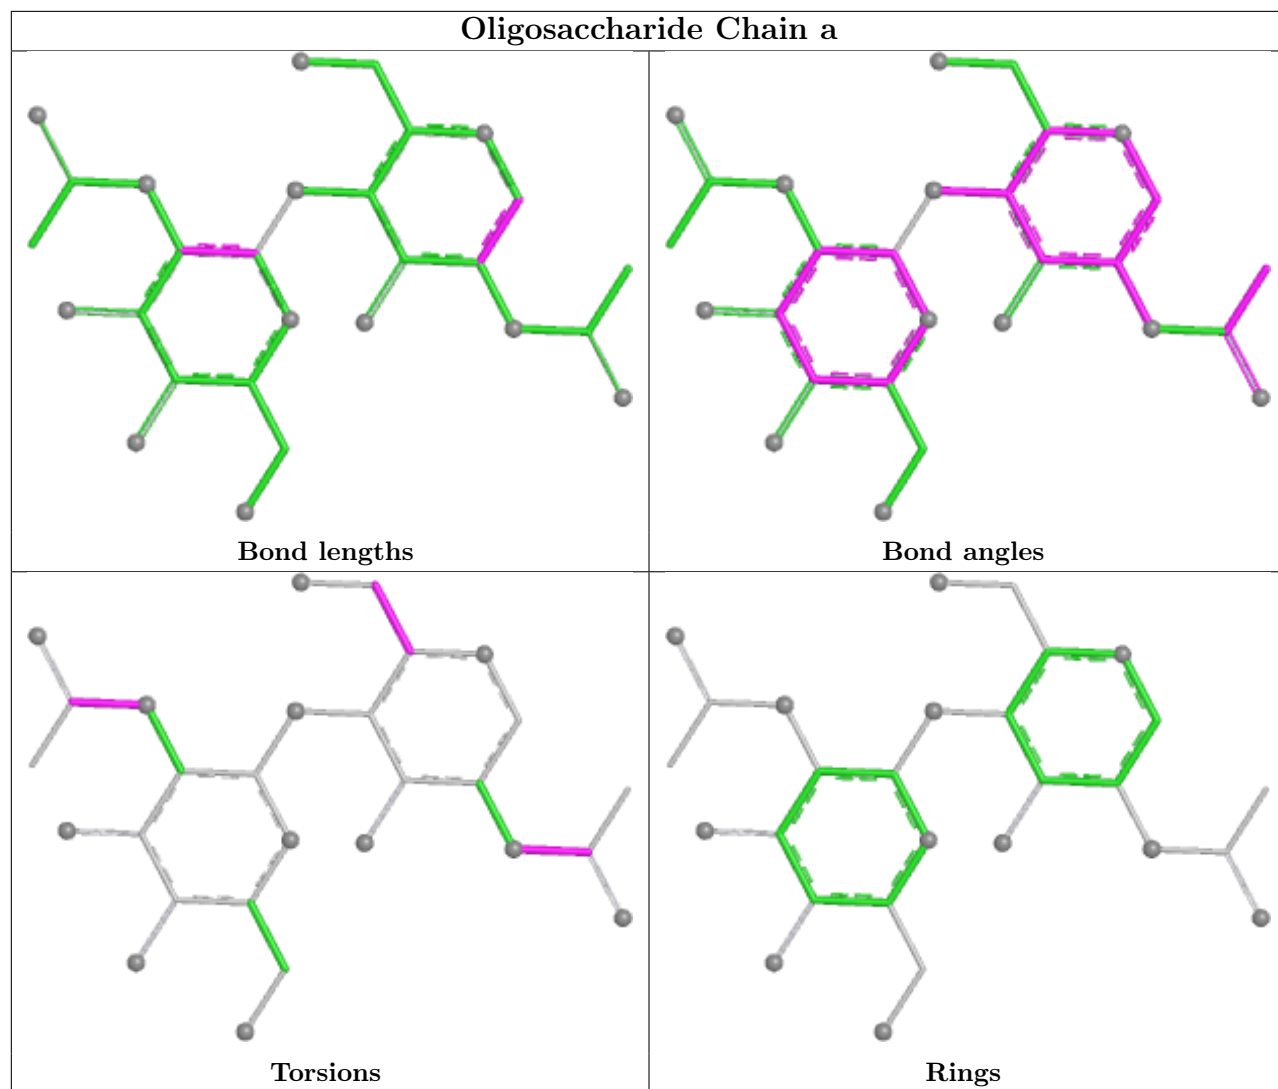 Oligosaccharide Chain a
Bond lengths
Bond angles
Torsions
Rings